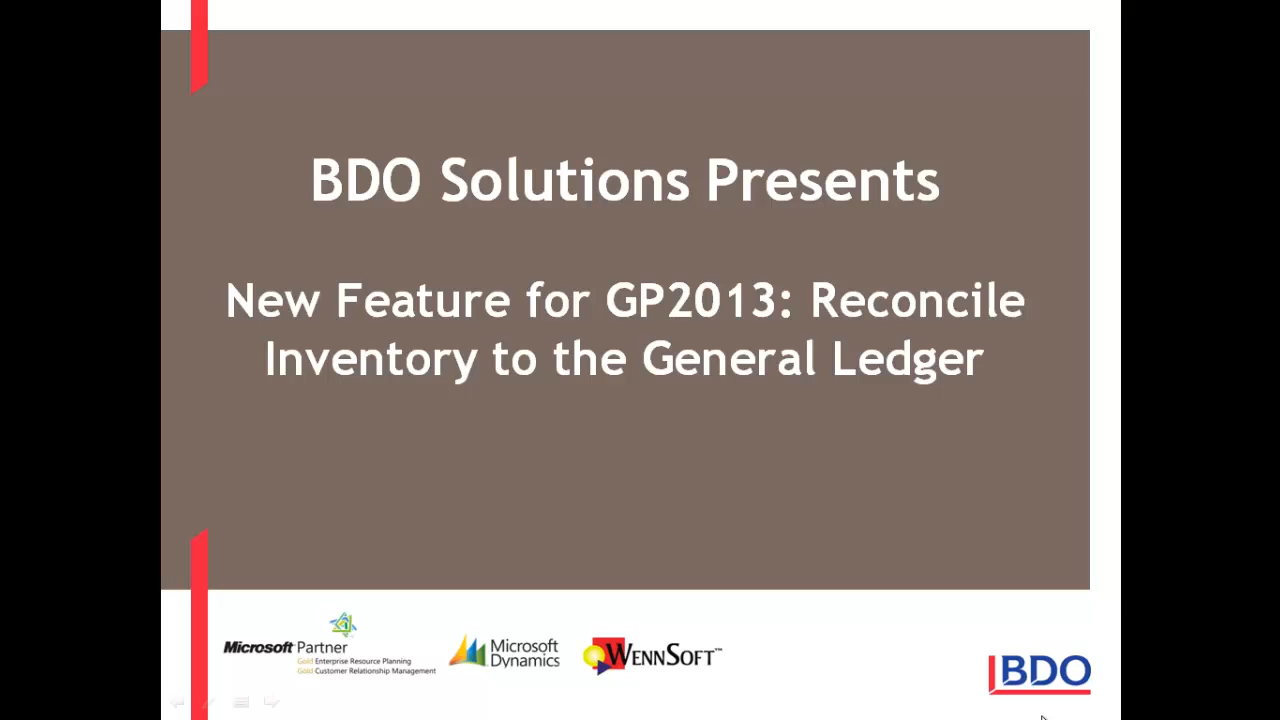 BDO Solutions Presents
New Feature for GP2013: Reconcile
Inventory to the General Ledger
Microsoft Partner
Gold Enterprise Resource Planning
Gold Customer Relationship Management
Microsoft
Dynamics
WENNSOFT™
BDO